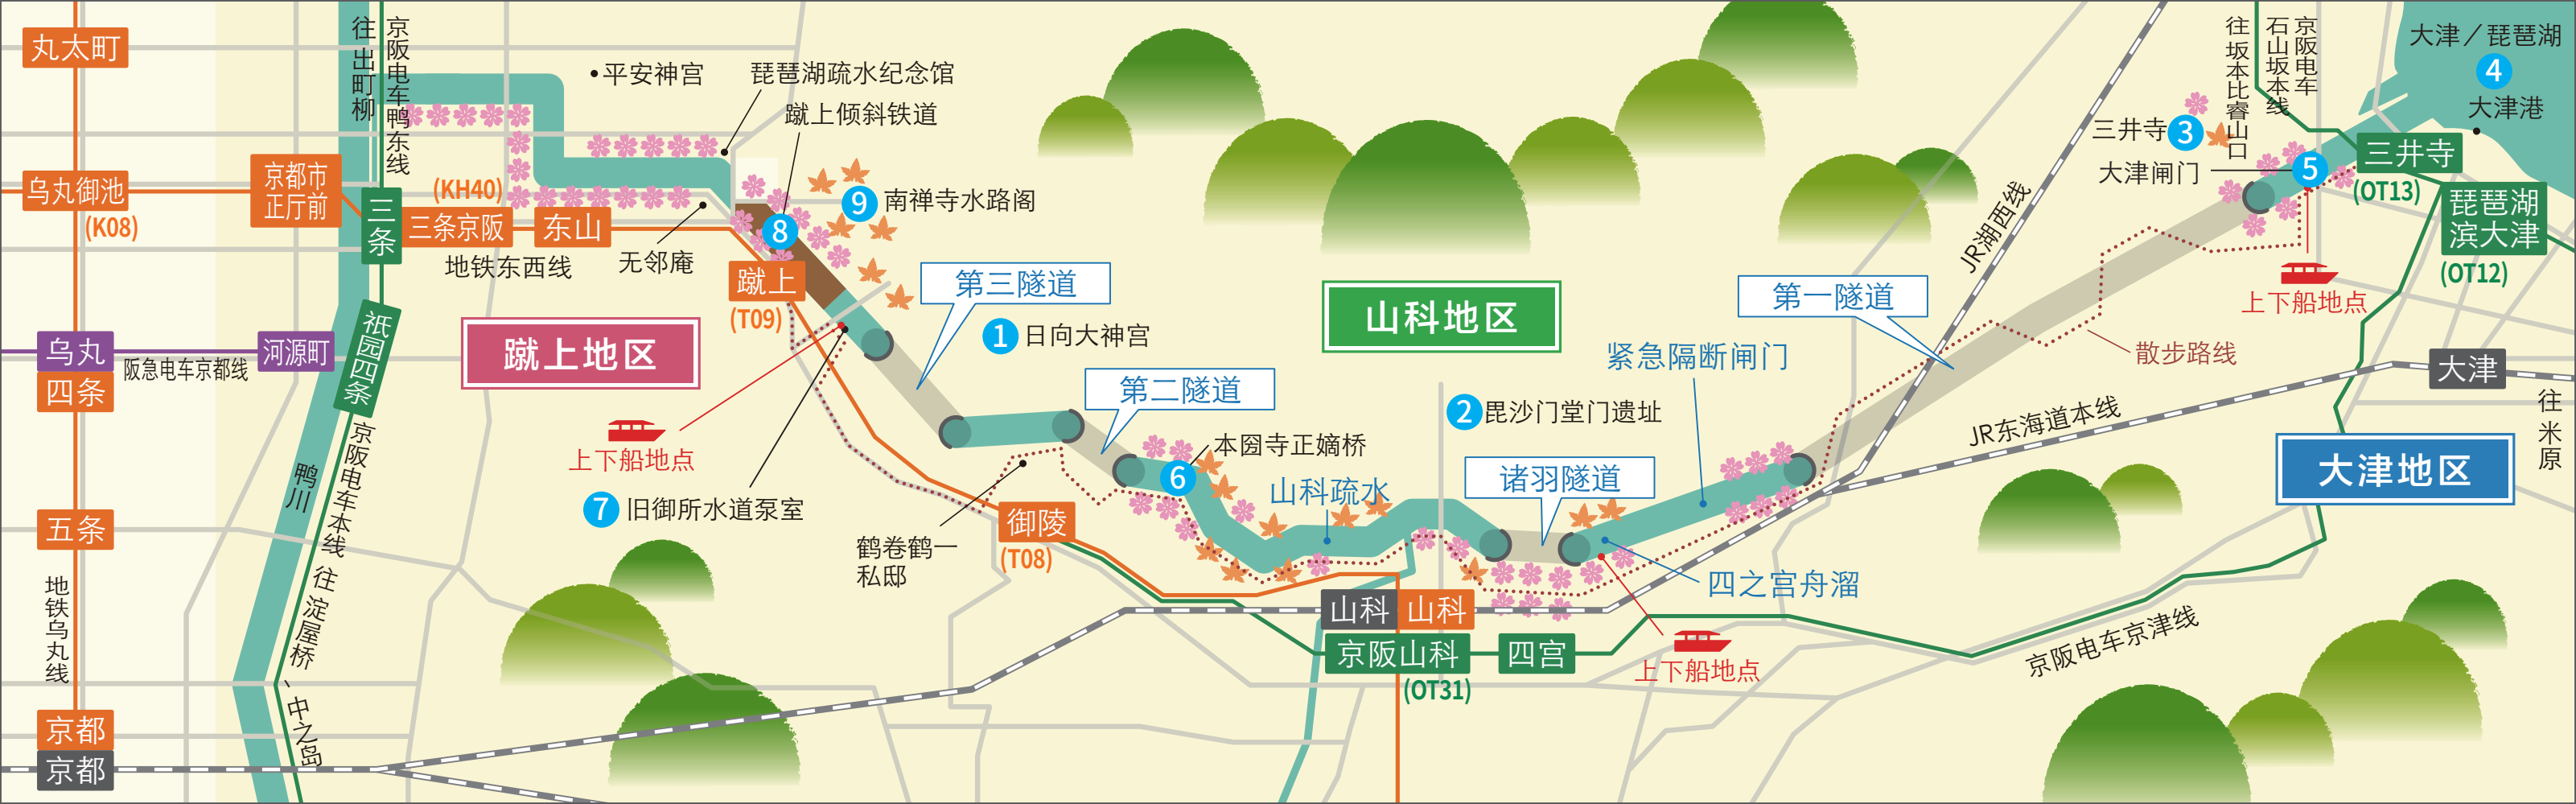 丸太町
乌丸御池
(K08)
京都市
正厅前
往 出町柳
京阪电车鸭东线
三条
(KH40)
三条京阪
东山
地铁东西线
平安神宫
琵琶湖疏水纪念馆
蹴上倾斜铁道
9
南禅寺水路阁
8
无邻庵
蹴上
(T09)
乌丸
四条
阪急电车京都线
河源町
祇园四条
蹴上地区
第三隧道
1
日向大神宫
第二隧道
上下船地点
7
旧御所水道泵室
鹤卷鹤一
私邸
御陵
(T08)
本圀寺正嫡桥
6
山科疏水
山科地区
2
毘沙门堂门遗址
诸羽隧道
紧急隔断闸门
第一隧道
四之宫舟溜
上下船地点
山科
山科
京阪山科
(OT31)
四宫
五条
地铁乌丸线
京都
京都
鸭川
京阪电车本线 往 淀屋桥、中之岛
JR湖西线
JR东海道本线
京阪电车京津线
散步路线
往 坂本比睿山口
石山坂本线
京阪电车
大津／琵琶湖
4
大津港
三井寺
3
大津闸门
5
三井寺
(OT13)
琵琶湖
滨大津
(OT12)
上下船地点
大津
往 米原
大津地区